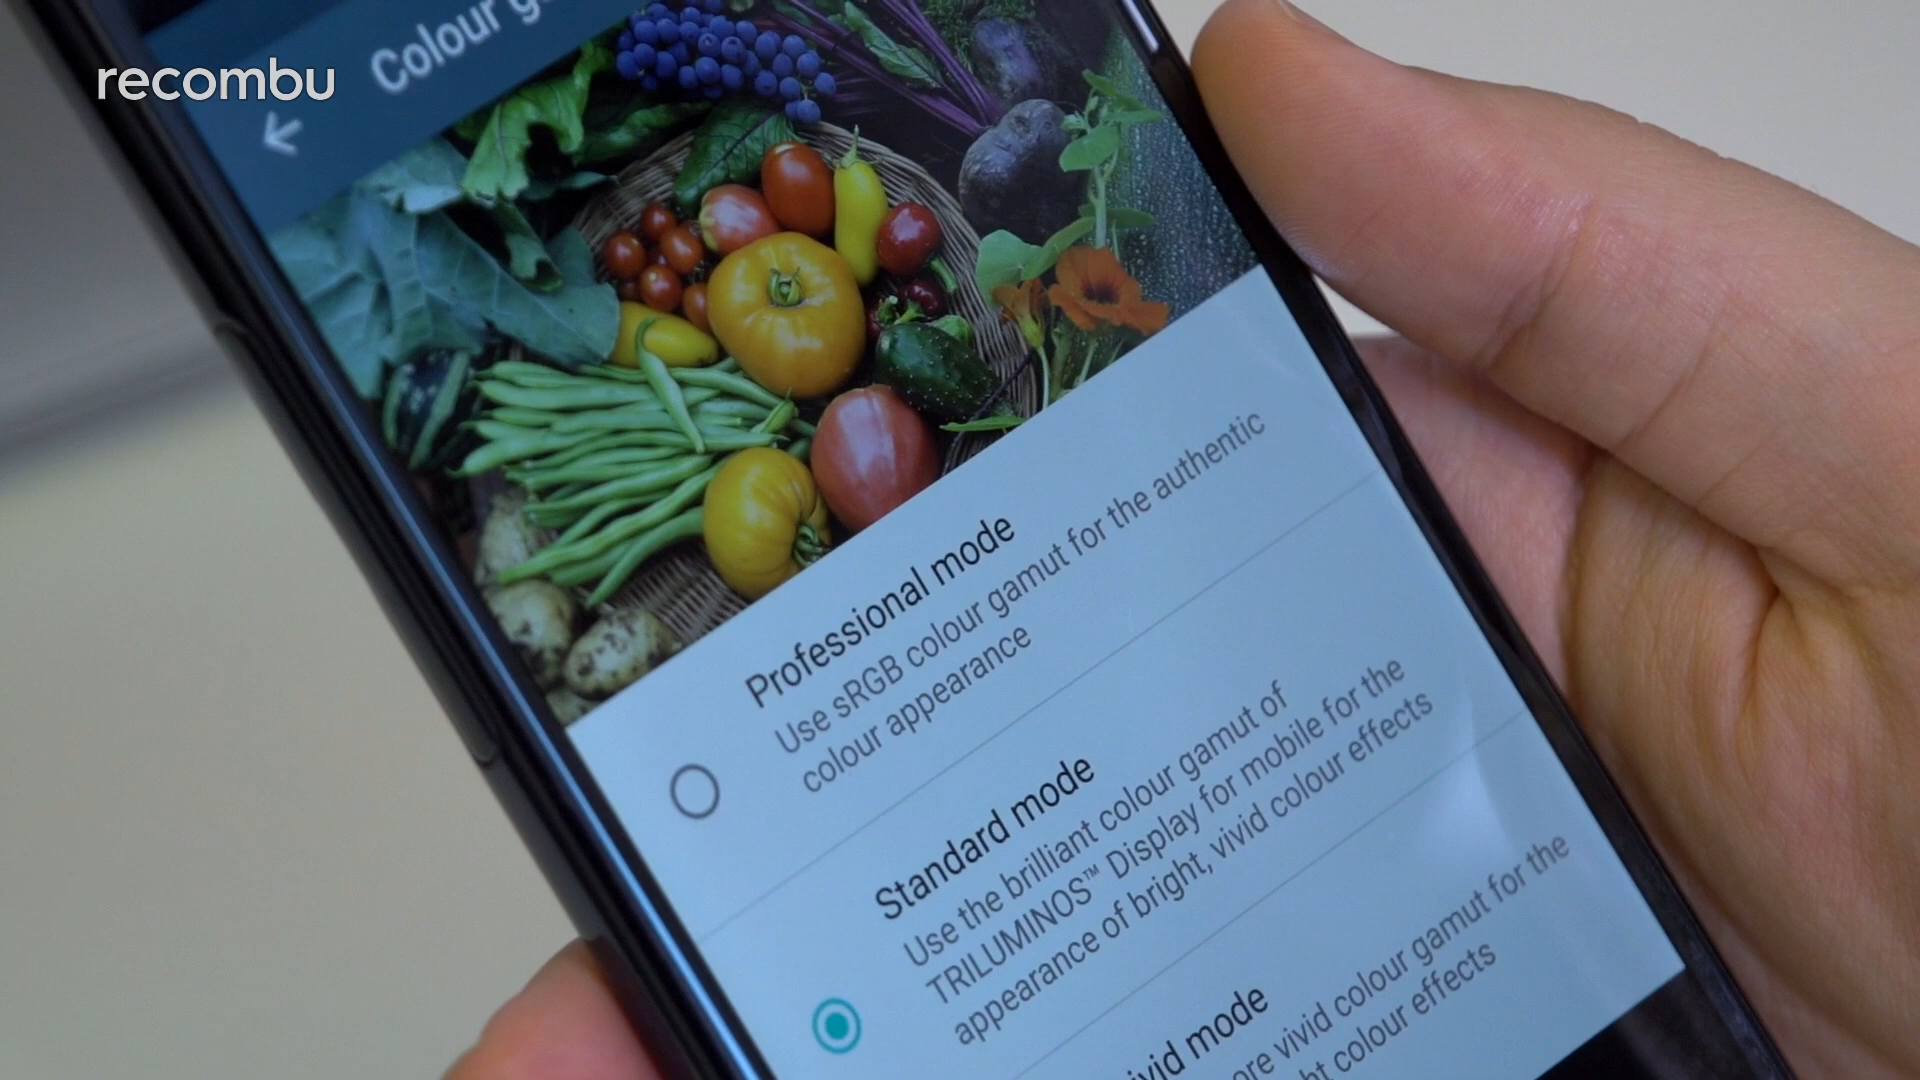 recombu
Colour
Professional mode
Use sRGB colour gamut for the authentic
colour appearance
Standard mode
Use the brilliant colour gamut of
TRILUMINOS™ Display for mobile for the
appearance of bright, vivid colour effects
mode
vivid colour gamut for the
colour effects